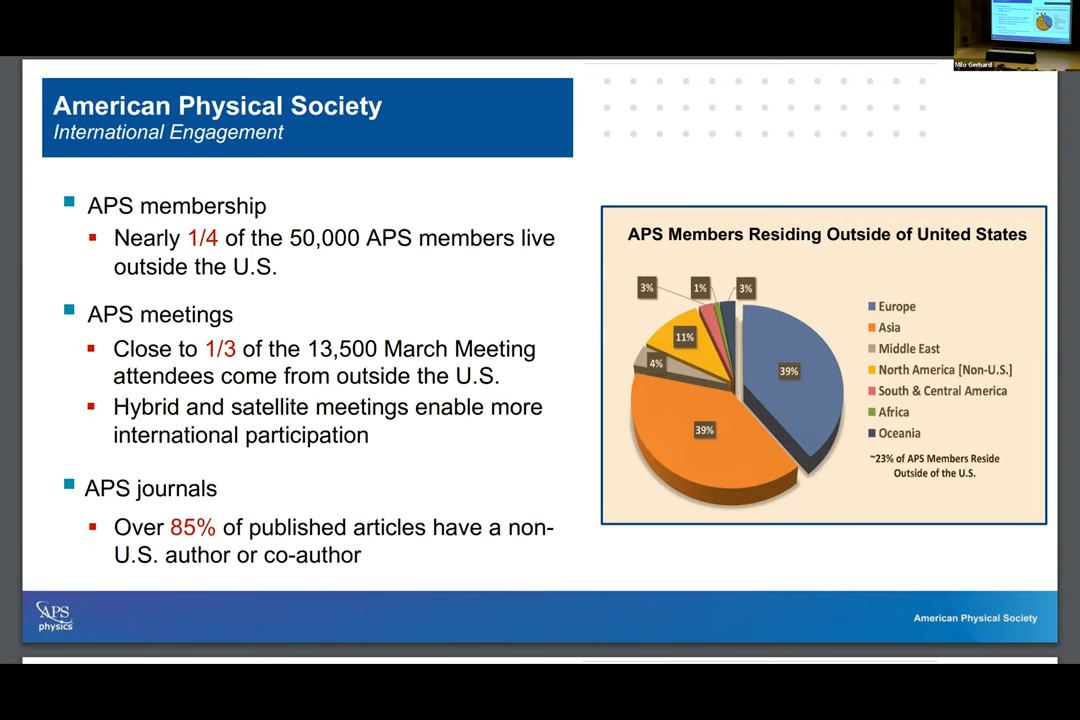 Milo Gerhard
American Physical Society
International Engagement
APS membership
Nearly 1/4 of the 50,000 APS members live
outside the U.S.
APS meetings
Close to 1/3 of the 13,500 March Meeting
attendees come from outside the U.S.
Hybrid and satellite meetings enable more
international participation
APS journals
Over 85% of published articles have a non-
U.S. author or co-author
APS Members Residing Outside of United States
3%
1%
3%
11%
4%
39%
39%
Europe
Asia
Middle East
North America [Non-U.S.]
South & Central America
Africa
Oceania
~23% of APS Members Reside
Outside of the U.S.
APS
physics
American Physical Society